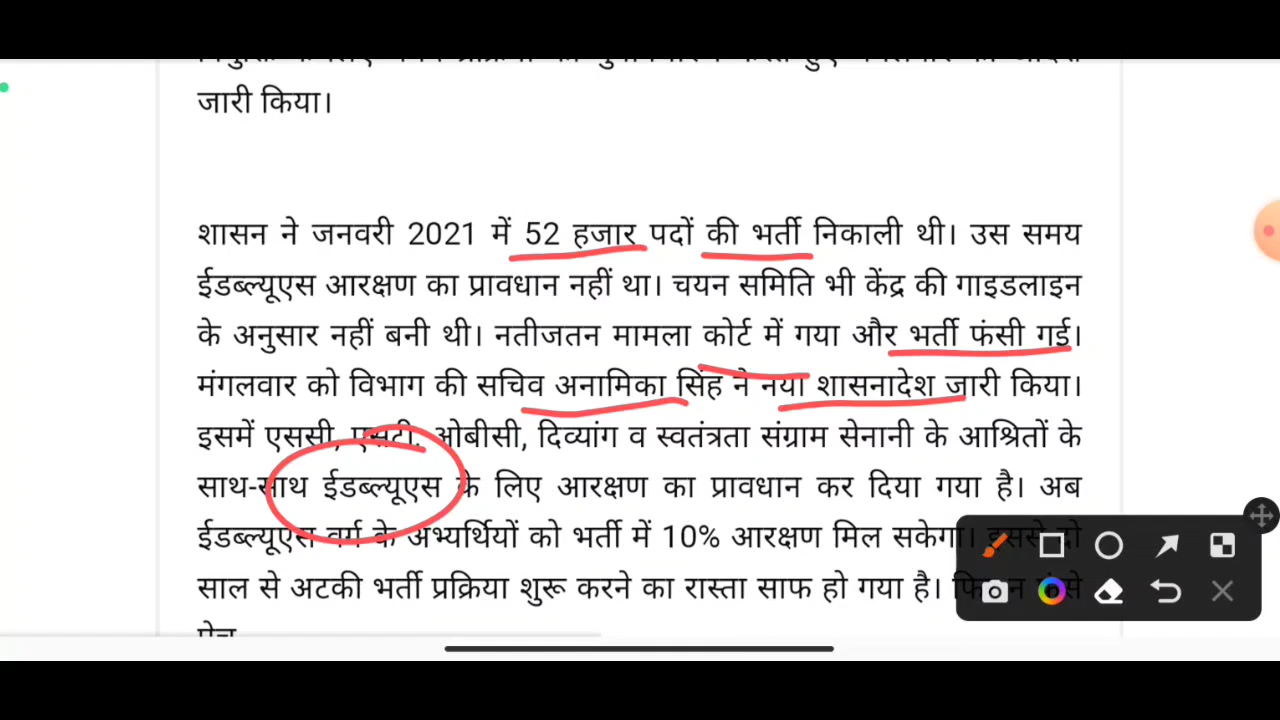 जारी किया।
शासन ने जनवरी 2021 में 52 हजार पदों की भर्ती निकाली थी। उस समय
ईडब्ल्यूएस आरक्षण का प्रावधान नहीं था। चयन समिति भी केंद्र की गाइडलाइन
के अनुसार नहीं बनी थी। नतीजतन मामला कोर्ट में गया और भर्ती फंसी गई।
मंगलवार को विभाग की सचिव अनामिका सिंह ने नया शासनादेश जारी किया।
इसमें एससी, एसटी, ओबीसी, दिव्यांग व स्वतंत्रता संग्राम सेनानी के आश्रितों के
साथ-साथ ईडब्ल्यूएस के लिए आरक्षण का प्रावधान कर दिया गया है। अब
ईडब्ल्यूएस वर्ग के अभ्यर्थियों को भर्ती में 10% आरक्षण मिल सकेगा। इससे दो
साल से अटकी भर्ती प्रक्रिया शुरू करने का रास्ता साफ हो गया है। फंसे